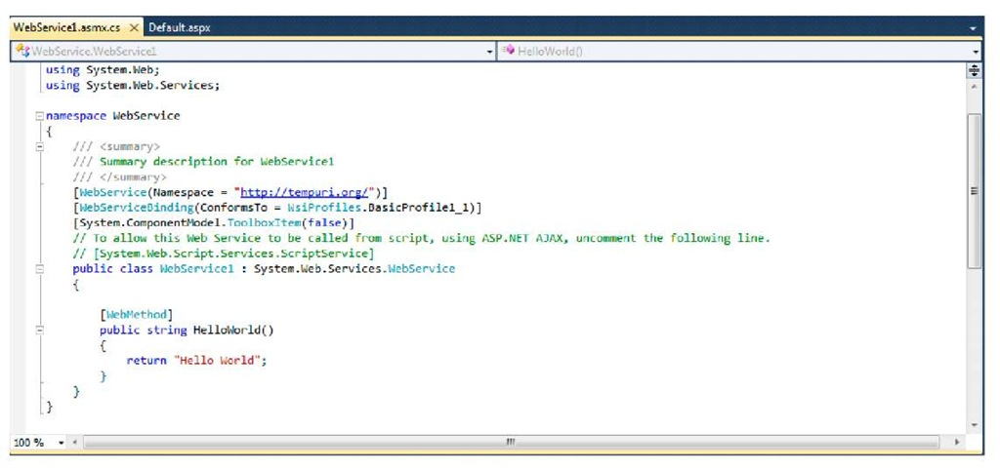 WebService1.asmx.cs × Default.aspx
WebService.WebService1 HelloWorld()
using System.Web;
using System.Web.Services;
namespace WebService
{
/// <summary>
/// Summary description for WebService1
/// </summary>
[WebService(Namespace = "http://tempuri.org/")]
[WebServiceBinding(ConformsTo = WsiProfiles.BasicProfile1_1)]
[System.ComponentModel.ToolboxItem(false)]
// To allow this Web Service to be called from script, using ASP.NET AJAX, uncomment the following line.
// [System.Web.Script.Services.ScriptService]
public class WebService1 : System.Web.Services.WebService
{
[WebMethod]
public string HelloWorld()
{
return "Hello World";
}
}
}
100 %